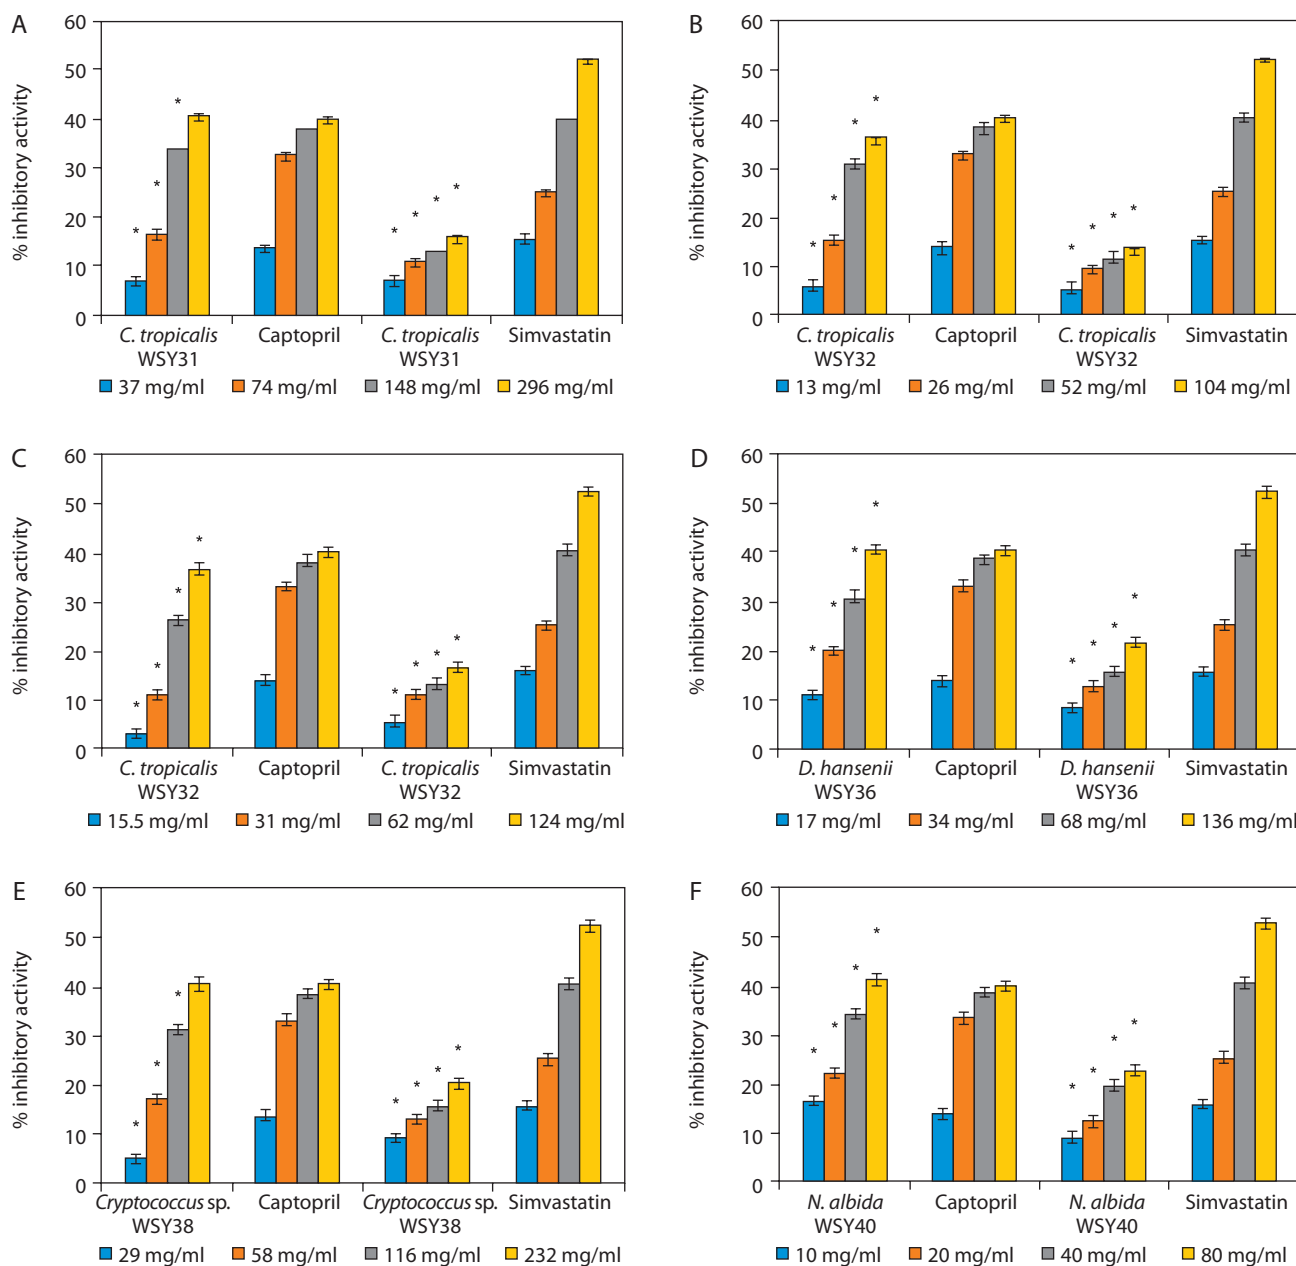 A
% inhibitory activity
60
50
40
30
20
10
0
*
*
*
*
*
*
*
C. tropicalis
WSY31
Captopril
C. tropicalis
WSY31
Simvastatin
37 mg/ml 74 mg/ml 148 mg/ml 296 mg/ml
B
% inhibitory activity
60
50
40
30
20
10
0
*
*
*
*
*
*
*
*
C. tropicalis
WSY32
Captopril
C. tropicalis
WSY32
Simvastatin
13 mg/ml 26 mg/ml 52 mg/ml 104 mg/ml
C
% inhibitory activity
60
50
40
30
20
10
0
*
*
*
*
*
*
*
*
C. tropicalis
WSY32
Captopril
C. tropicalis
WSY32
Simvastatin
15.5 mg/ml 31 mg/ml 62 mg/ml 124 mg/ml
D
% inhibitory activity
60
50
40
30
20
10
0
*
*
*
*
*
*
*
*
D. hansenii
WSY36
Captopril
D. hansenii
WSY36
Simvastatin
17 mg/ml 34 mg/ml 68 mg/ml 136 mg/ml
E
% inhibitory activity
60
50
40
30
20
10
0
*
*
*
*
*
*
*
Cryptococcus sp.
WSY38
Captopril
Cryptococcus sp.
WSY38
Simvastatin
29 mg/ml 58 mg/ml 116 mg/ml 232 mg/ml
F
% inhibitory activity
60
50
40
30
20
10
0
*
*
*
*
*
*
*
*
N. albida
WSY40
Captopril
N. albida
WSY40
Simvastatin
10 mg/ml 20 mg/ml 40 mg/ml 80 mg/ml